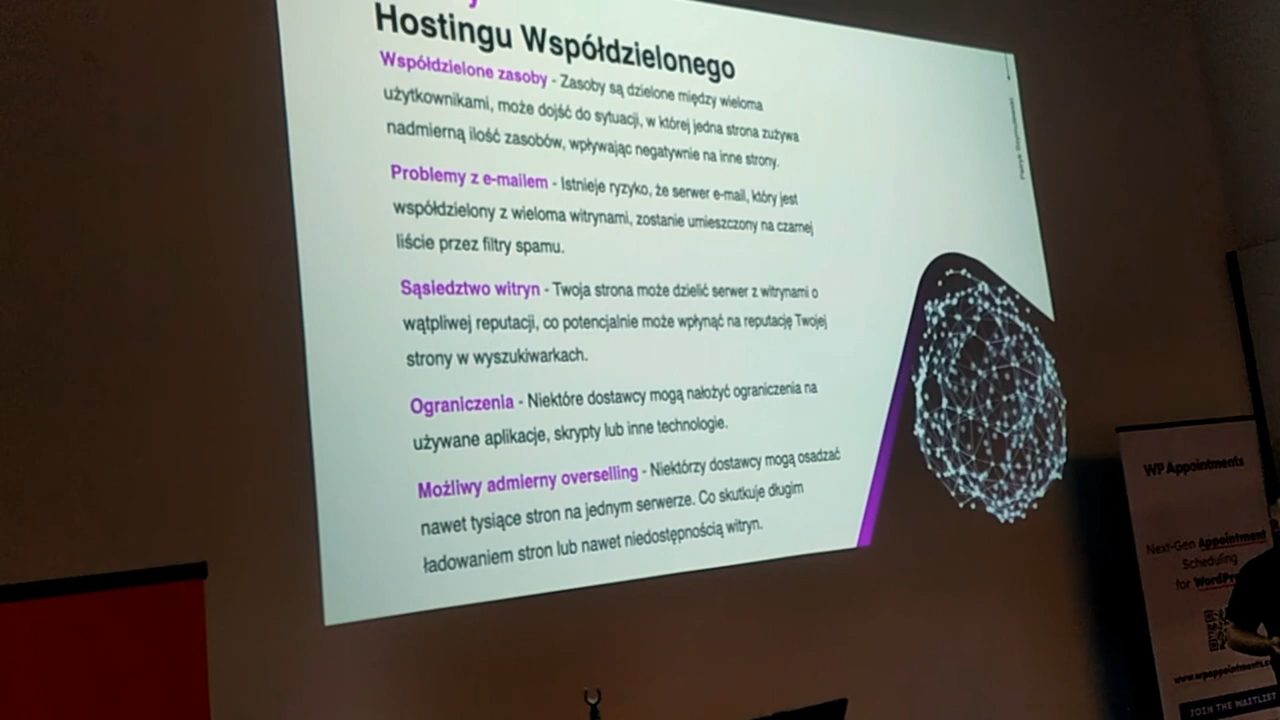 Hostingu Współdzielonego
Współdzielone zasoby - Zasoby są dzielone między wieloma
użytkownikami, może dojść do sytuacji, w której jedna strona zużywa
nadmierną ilość zasobów, wpływając negatywnie na inne strony.
Problemy z e-mailem - Istnieje ryzyko, że serwer e-mail, który jest
współdzielony z wieloma witrynami, zostanie umieszczony na czarnej
liście przez filtry spamu.
Sąsiedztwo witryn - Twoja strona może dzielić serwer z witrynami o
wątpliwej reputacji, co potencjalnie może wpłynąć na reputację Twojej
strony w wyszukiwarkach.
Ograniczenia - Niektóre dostawcy mogą nałożyć ograniczenia na
używane aplikacje, skrypty lub inne technologie.
Możliwy admierny overselling - Niektórzy dostawcy mogą osadzać
nawet tysiące stron na jednym serwerze. Co skutkuje długim
ładowaniem stron lub nawet niedostępnością witryn.
WP Appointments
Next-Gen Appointment
Scheduling
for
www.wpappointments.c
JOIN THE WAITLIST